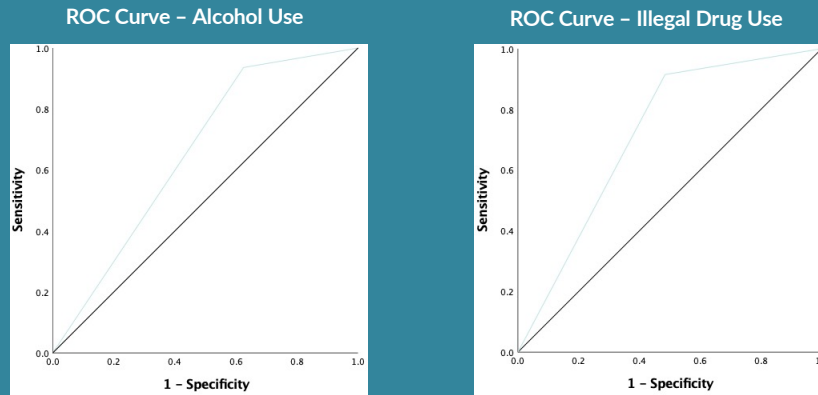 ROC Curve – Alcohol Use
1.0
0.8
0.6
0.4
0.2
0.0
Sensitivity
0.0 0.2 0.4 0.6 0.8 1.0
1 – Specificity
ROC Curve – Illegal Drug Use
1.0
0.8
0.6
0.4
0.2
0.0
Sensitivity
0.0 0.2 0.4 0.6 0.8
1 – Specificity